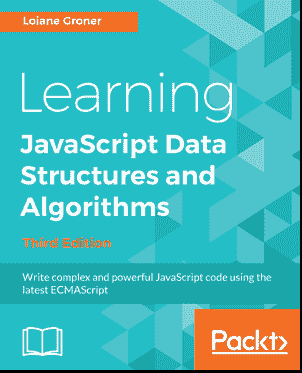 Loiane Groner
Learning
JavaScript Data
Structures and
Algorithms
Third Edition
Write complex and powerful JavaScript code using the
latest ECMAScript
Packt>